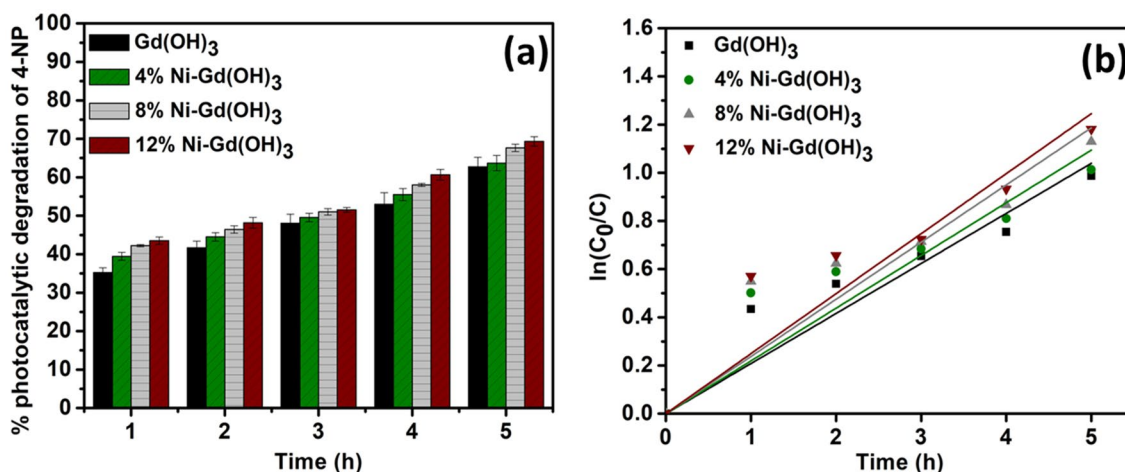 (a)
% photocatalytic degradation of 4-NP
100
90
80
70
60
50
40
30
20
10
0
Gd(OH)₃
4% Ni-Gd(OH)₃
8% Ni-Gd(OH)₃
12% Ni-Gd(OH)₃
1 2 3 4 5
Time (h)
(b)
ln(C₀/C)
1.6
1.4
1.2
1.0
0.8
0.6
0.4
0.2
0.0
Gd(OH)₃
4% Ni-Gd(OH)₃
8% Ni-Gd(OH)₃
12% Ni-Gd(OH)₃
0 1 2 3 4 5
Time (h)